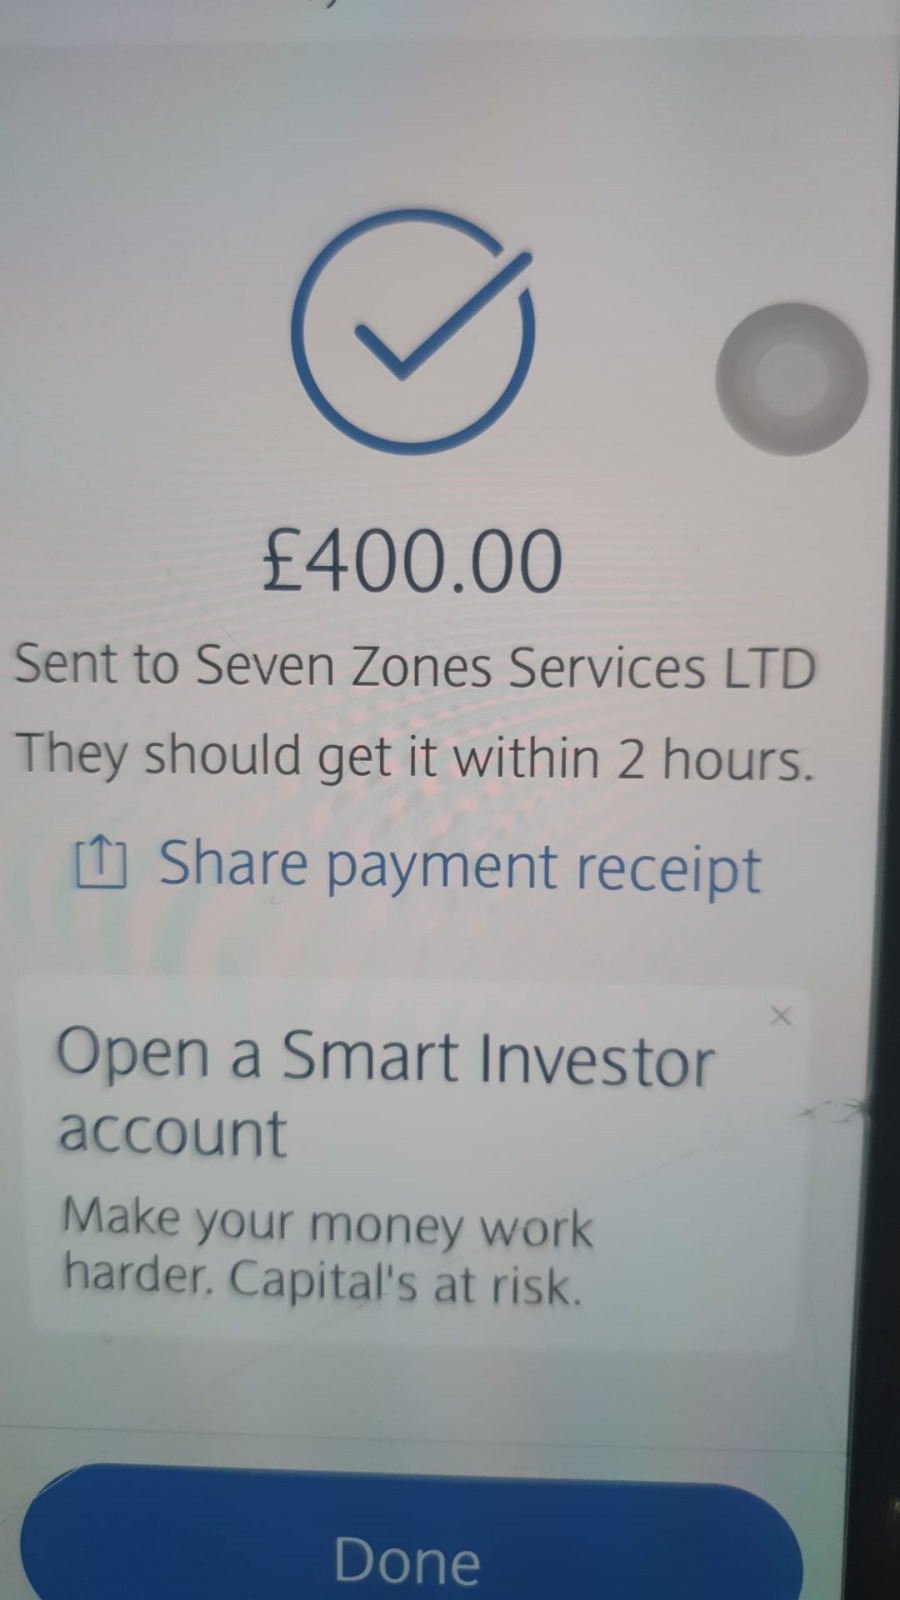 £400.00
Sent to Seven Zones Services LTD
They should get it within 2 hours.
Share payment receipt
Open a Smart Investor
account
Make your money work
harder. Capital's at risk.
Done